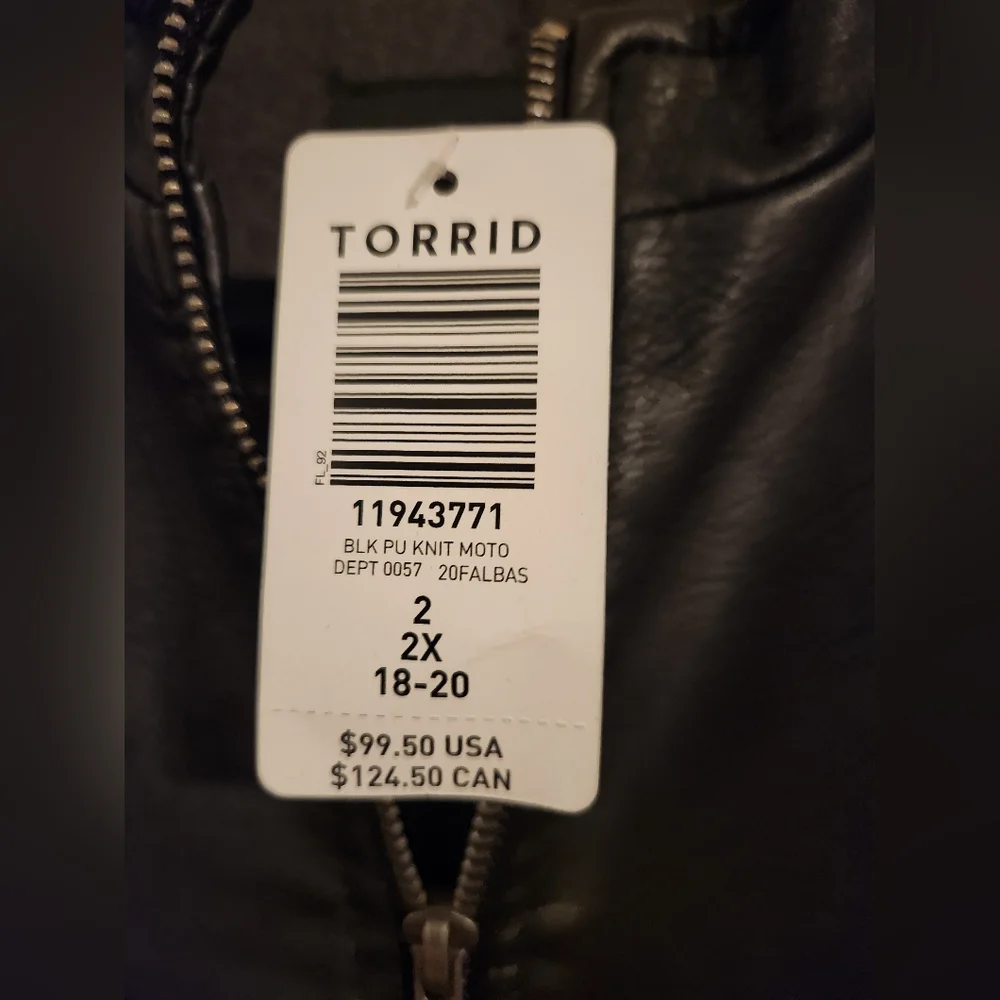 TORRID
FL_92
11943771
BLK PU KNIT MOTO
DEPT 0057 20FALBAS
2
2X
18-20
$99.50 USA
$124.50 CAN